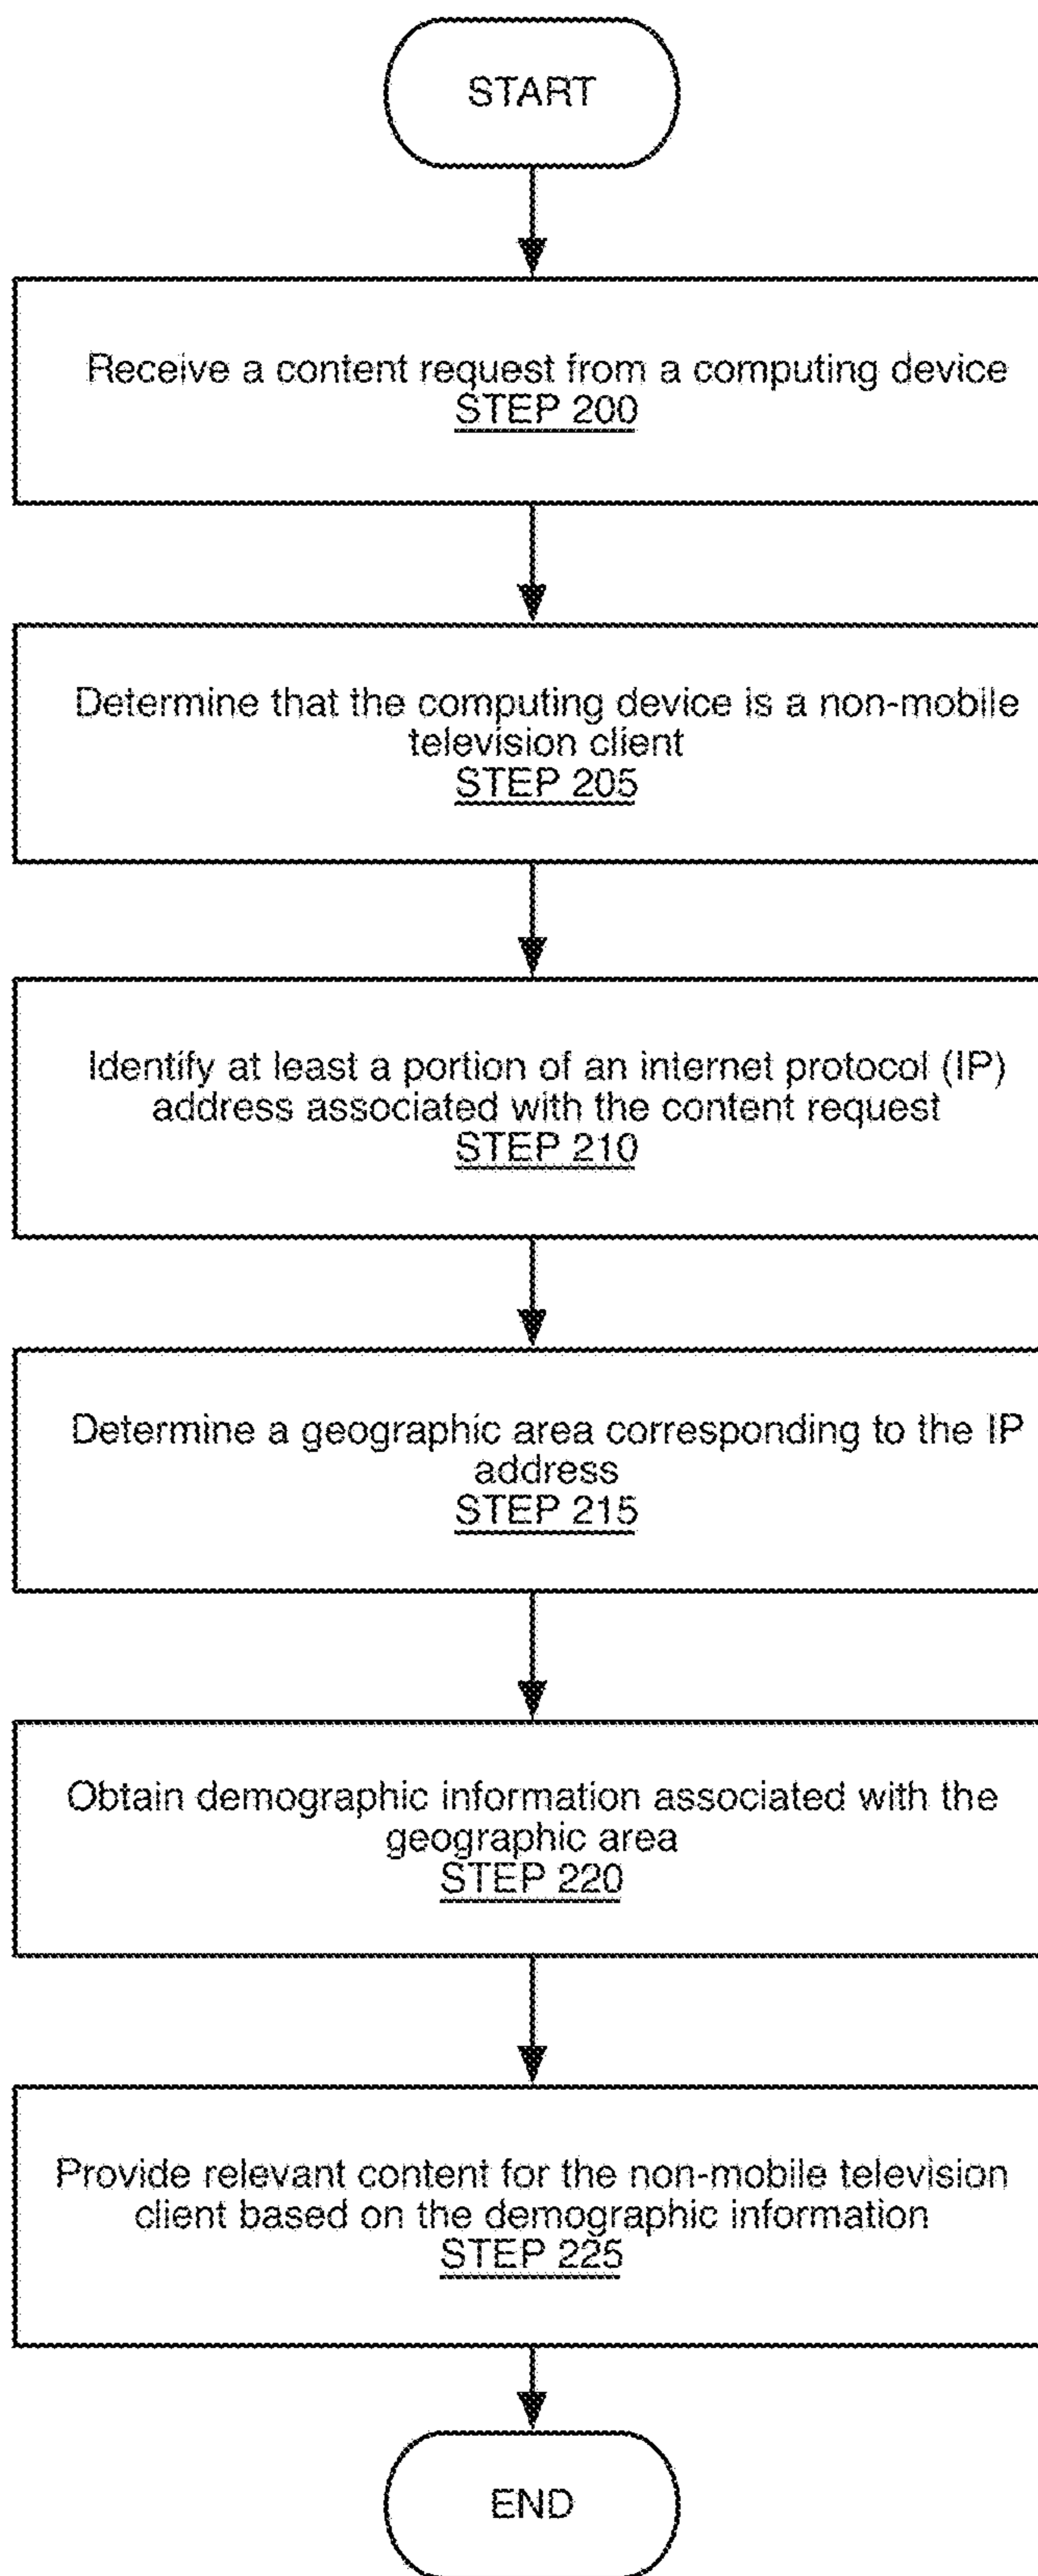 START
Receive a content request from a computing device
STEP 200
Determine that the computing device is a non-mobile
television client
STEP 205
Identify at least a portion of an internet protocol (IP)
address associated with the content request
STEP 210
Determine a geographic area corresponding to the IP
address
STEP 215
Obtain demographic information associated with the
geographic area
STEP 220
Provide relevant content for the non-mobile television
client based on the demographic information
STEP 225
END